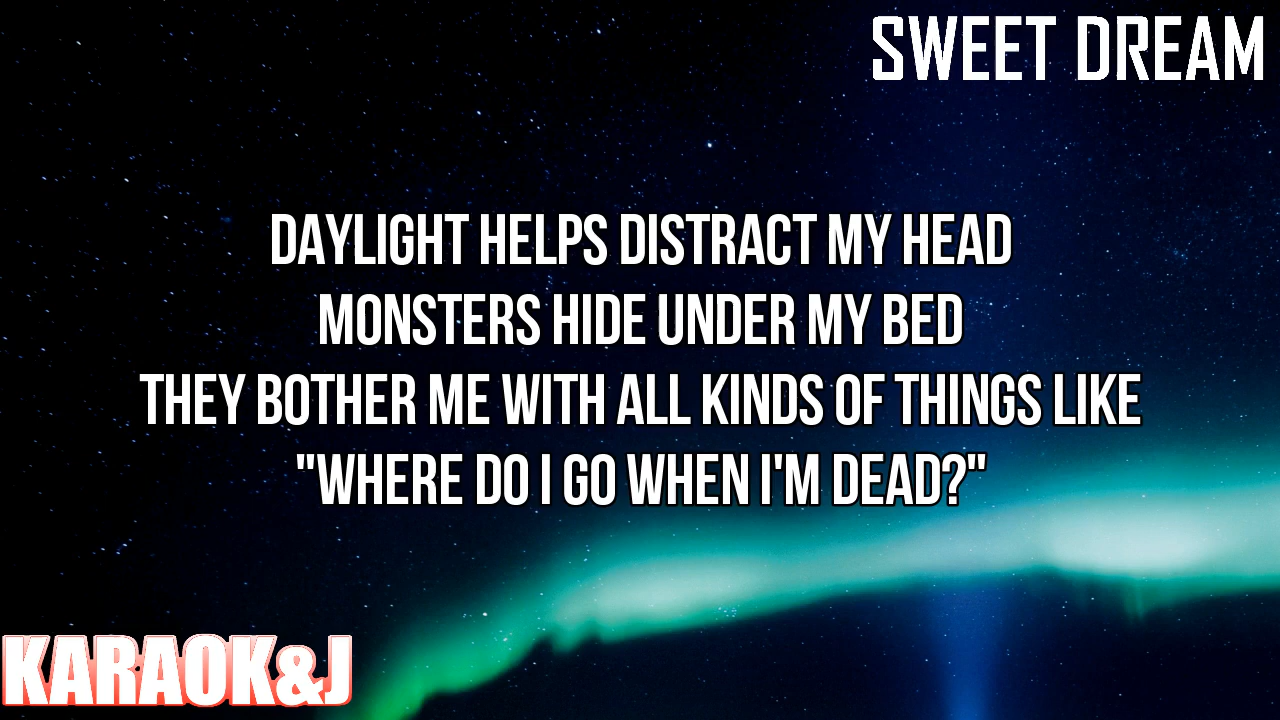 SWEET DREAM
DAYLIGHT HELPS DISTRACT MY HEAD
MONSTERS HIDE UNDER MY BED
THEY BOTHER ME WITH ALL KINDS OF THINGS LIKE
"WHERE DO I GO WHEN I'M DEAD?"
KARAOK&J